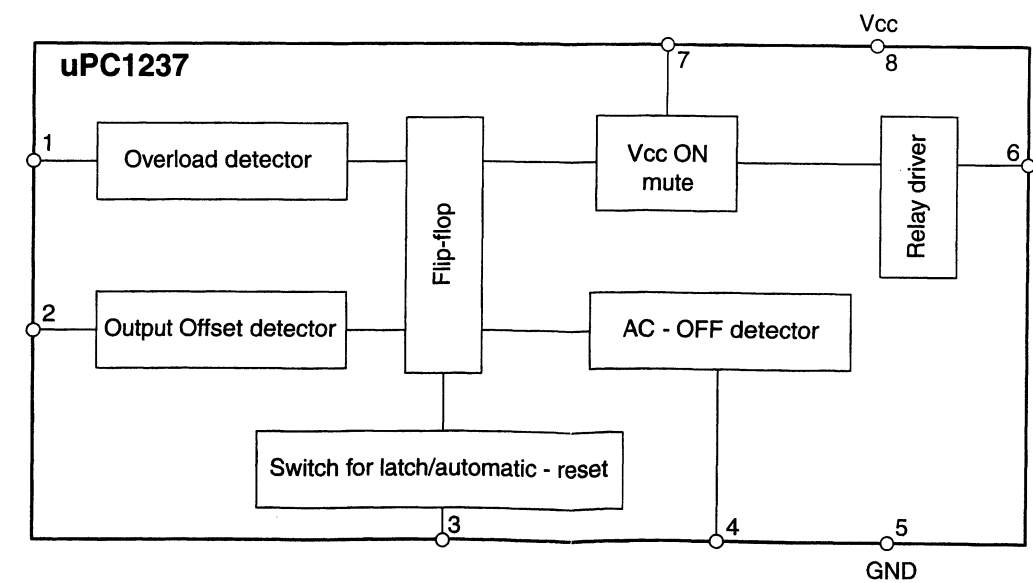 Vcc
uPC1237
7
8
1
Overload detector
Vcc ON
mute
Relay driver
6
Flip-flop
2
Output Offset detector
AC - OFF detector
Switch for latch/automatic - reset
3
4
5
GND